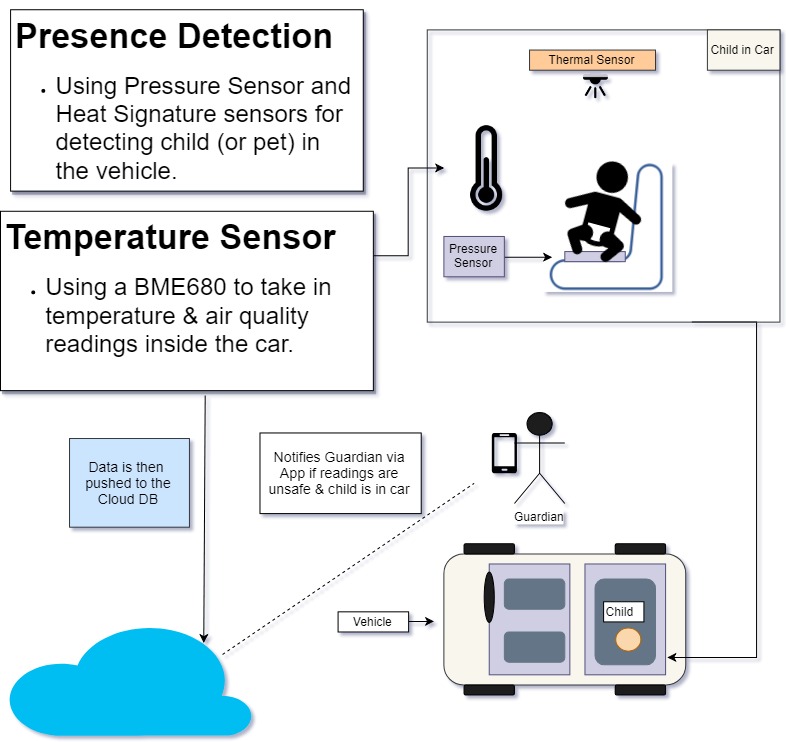 Presence Detection
• Using Pressure Sensor and
Heat Signature sensors for
detecting child (or pet) in
the vehicle.
Thermal Sensor
Child in Car
Pressure
Sensor
Temperature Sensor
• Using a BME680 to take in
temperature & air quality
readings inside the car.
Data is then
pushed to the
Cloud DB
Notifies Guardian via
App if readings are
unsafe & child is in car
Guardian
Vehicle
Child